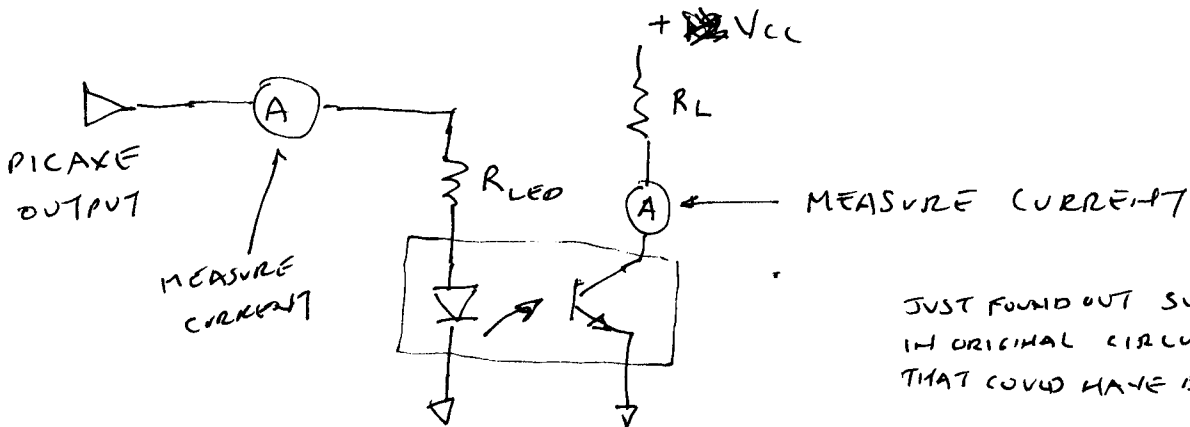 + VCC
RL
A
PICAXE
OUTPUT
RLED
A
MEASURE CURRENT
MEASURE
CURRENT
JUST FOUND OUT
IN ORIGINAL
THAT COULD HAVE